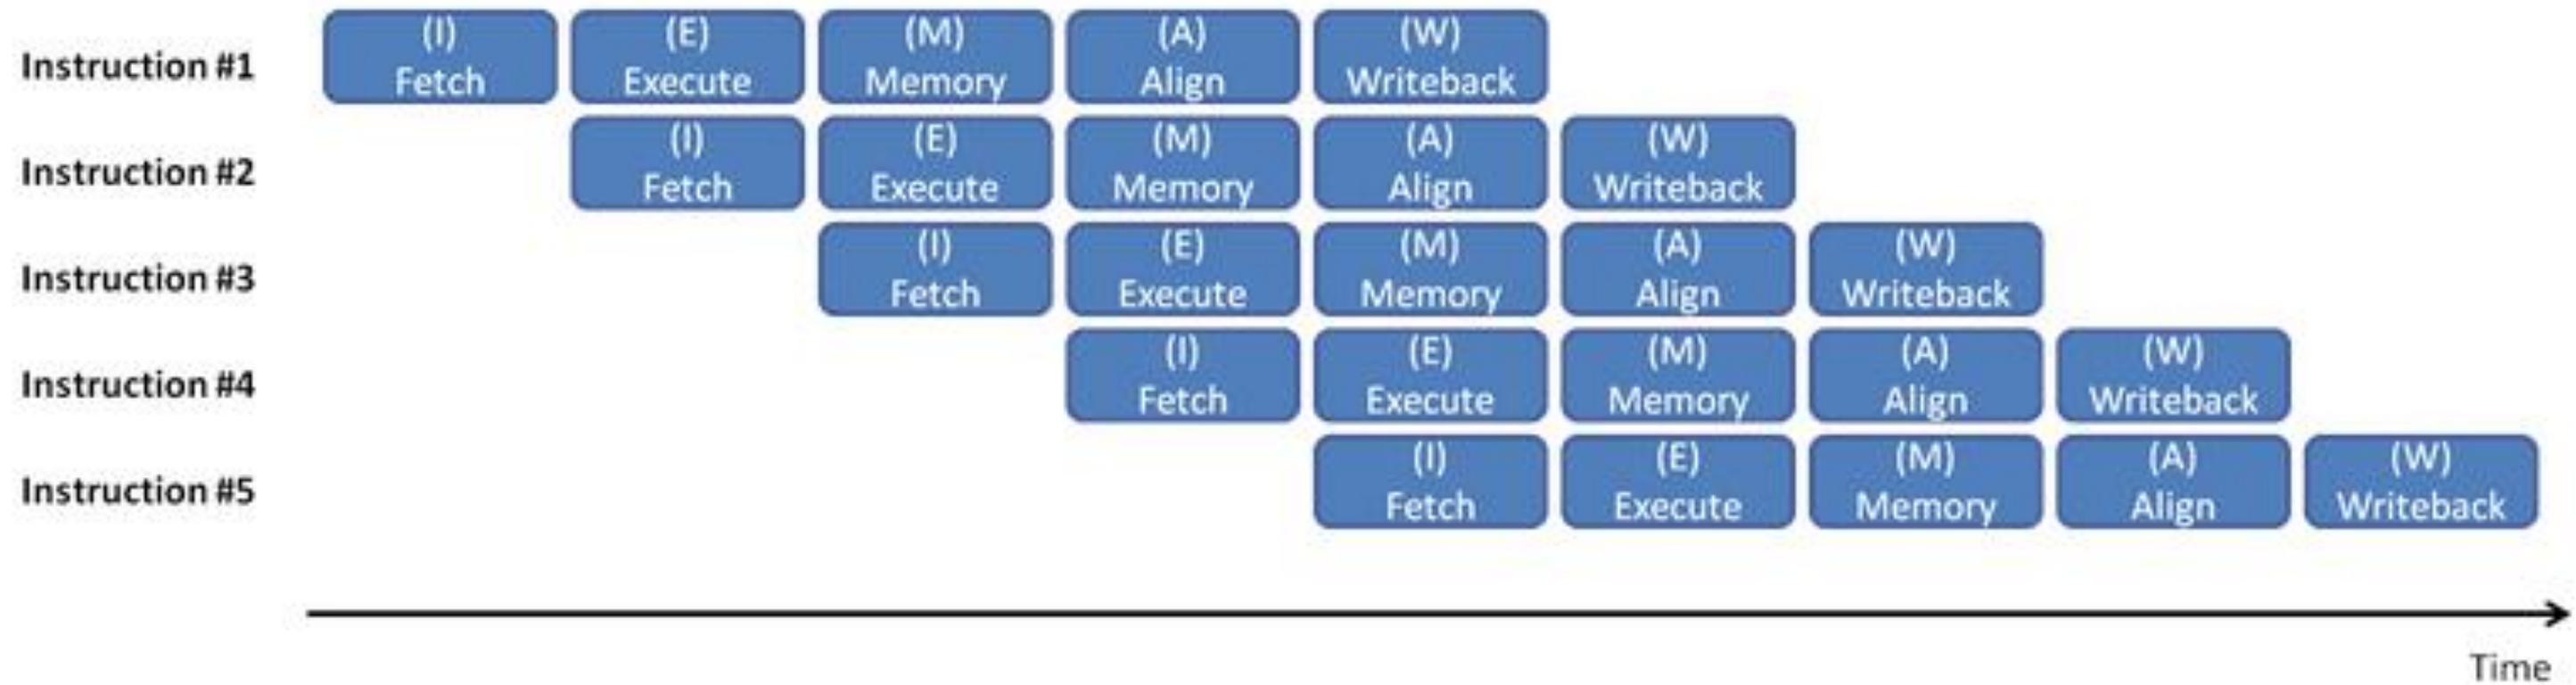 Instruction #1
(I)
Fetch
(E)
Execute
(M)
Memory
(A)
Align
(W)
Writeback
Instruction #2
(I)
Fetch
(E)
Execute
(M)
Memory
(A)
Align
(W)
Writeback
Instruction #3
(I)
Fetch
(E)
Execute
(M)
Memory
(A)
Align
(W)
Writeback
Instruction #4
(I)
Fetch
(E)
Execute
(M)
Memory
(A)
Align
(W)
Writeback
Instruction #5
(I)
Fetch
(E)
Execute
(M)
Memory
(A)
Align
(W)
Writeback
Time